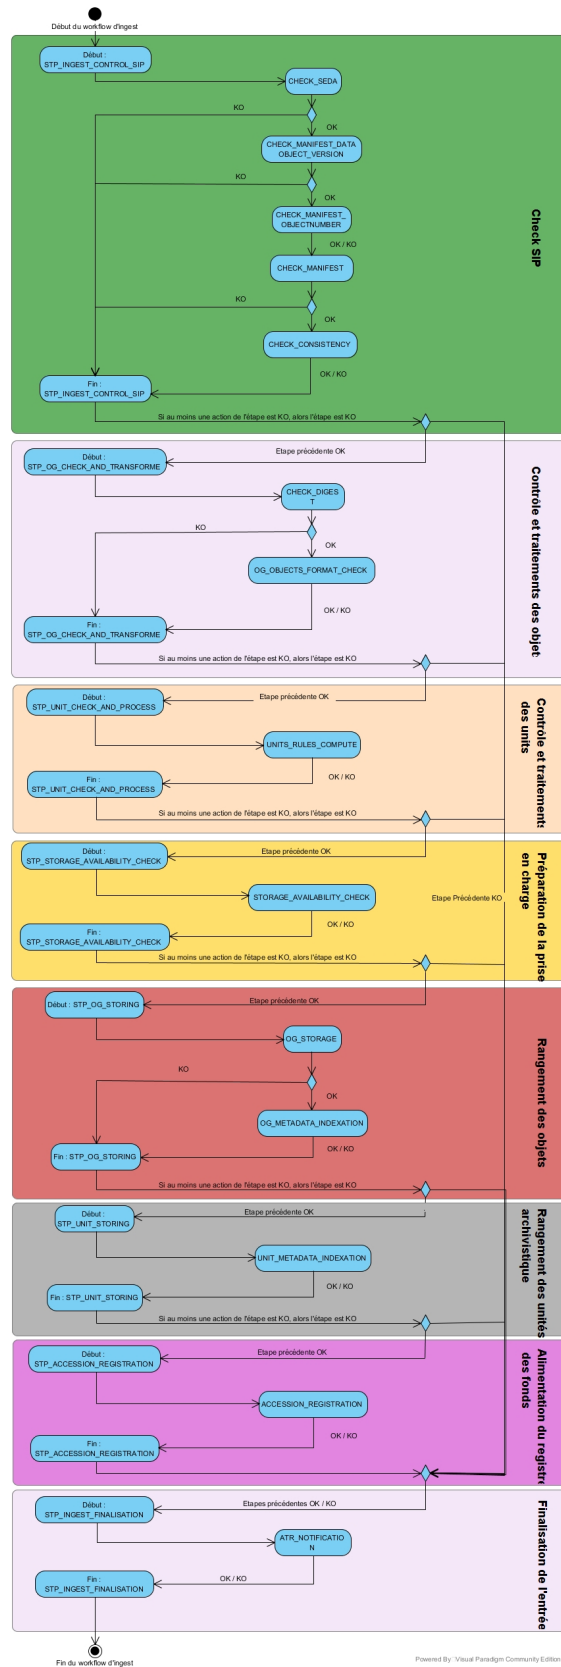 Début du workflow d'ingest
Début :
STP_INGEST_CONTROL_SIP
CHECK_SEDA
KO
OK
CHECK_MANIFEST_DATA
OBJECT_VERSION
KO
OK
CHECK_MANIFEST_
OBJECTNUMBER
OK / KO
CHECK_MANIFEST
KO
OK
CHECK_CONSISTENCY
OK / KO
Fin :
STP_INGEST_CONTROL_SIP
Si au moins une action de l'étape est KO, alors l'étape est KO
Check SIP
Etape précédente OK
Début :
STP_OG_CHECK_AND_TRANSFORME
CHECK_DIGES
T
KO
OK
OG_OBJECTS_FORMAT_CHECK
OK / KO
Fin :
STP_OG_CHECK_AND_TRANSFORME
Si au moins une action de l'étape est KO, alors l'étape est KO
Contrôle et traitements des objet
Etape précédente OK
Début :
STP_UNIT_CHECK_AND_PROCESS
UNITS_RULES_COMPUTE
OK / KO
Fin :
STP_UNIT_CHECK_AND_PROCESS
Si au moins une action de l'étape est KO, alors l'étape est KO
Contrôle et traitements
des units
Etape précédente OK
Début :
STP_STORAGE_AVAILABILITY_CHECK
STORAGE_AVAILABILITY_CHECK
Etape Précédente KO
OK / KO
Fin :
STP_STORAGE_AVAILABILITY_CHECK
Si au moins une action de l'étape est KO, alors l'étape est KO
Préparation de la prise
en charge
Etape précédente OK
Début : STP_OG_STORING
OG_STORAGE
KO
OK
OG_METADATA_INDEXATION
OK / KO
Fin : STP_OG_STORING
Si au moins une action de l'étape est KO, alors l'étape est KO
Rangement des objets
Etape précédente OK
Début :
STP_UNIT_STORING
UNIT_METADATA_INDEXATION
OK / KO
Fin : STP_UNIT_STORING
Si au moins une action de l'étape est KO, alors l'étape est KO
Rangement des unités
archivistique
Etape précédente OK
Début :
STP_ACCESSION_REGISTRATION
ACCESSION_REGISTRATION
OK / KO
Fin :
STP_ACCESSION_REGISTRATION
Alimentation du registre
des fonds
Etapes précédentes OK / KO
Début :
STP_INGEST_FINALISATION
ATR_NOTIFICATIO
N
OK / KO
Fin :
STP_INGEST_FINALISATION
Finalisation de l'entrée
Fin du workflow d'ingest
Powered By Visual Paradigm Community Edition